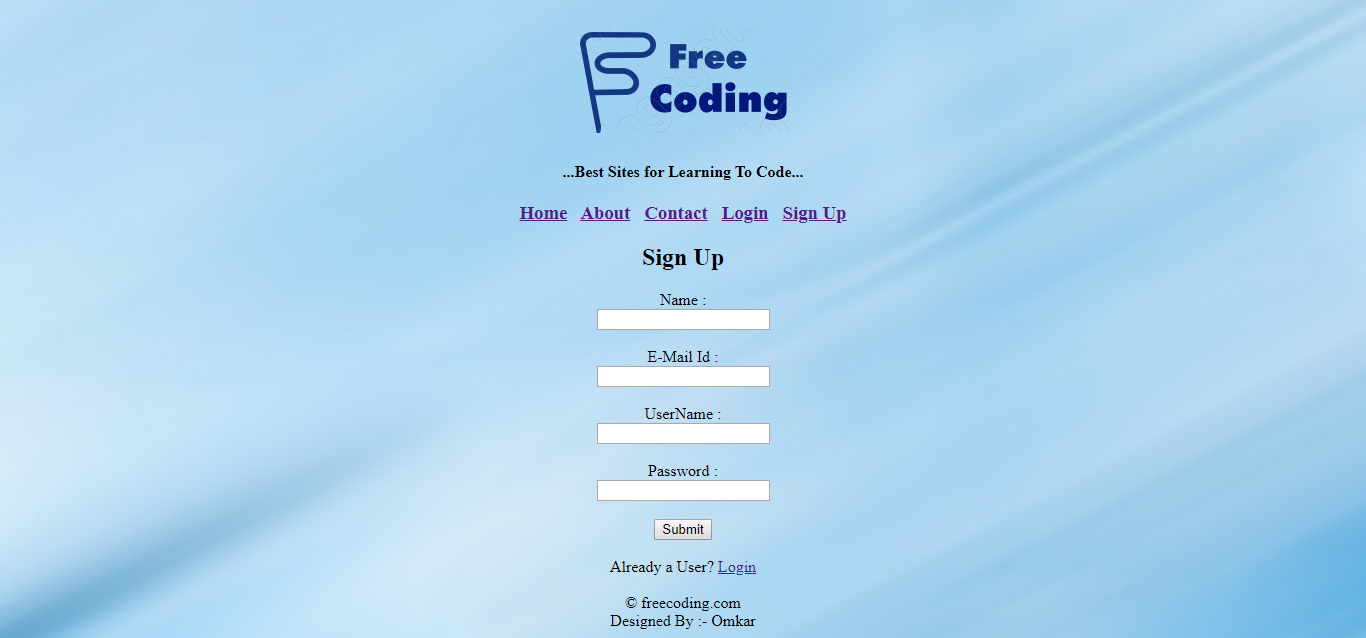 Free
Coding
...Best Sites for Learning To Code...
Home About Contact Login Sign Up
Sign Up
Name :
E-Mail Id :
UserName :
Password :
Submit
Already a User? Login
© freecoding.com
Designed By :- Omkar